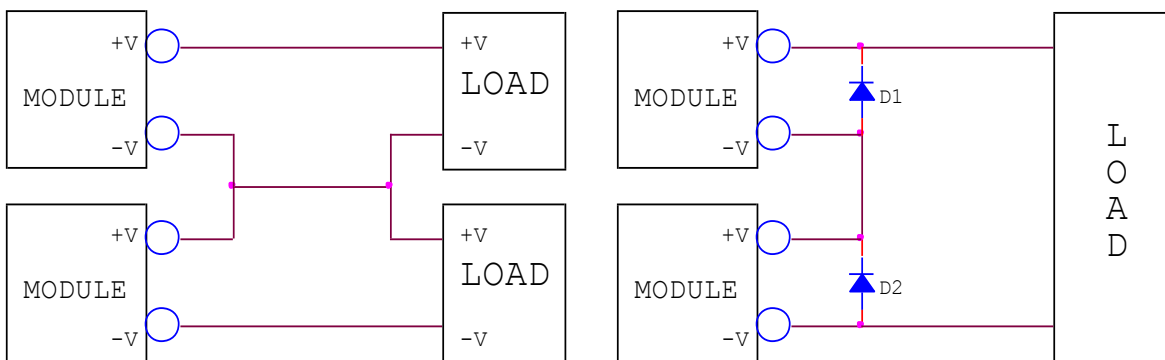 +V
MODULE
-V
+V
LOAD
-V
+V
MODULE
-V
+V
LOAD
-V
+V
MODULE
-V
D1
+V
MODULE
-V
D2
L
O
A
D